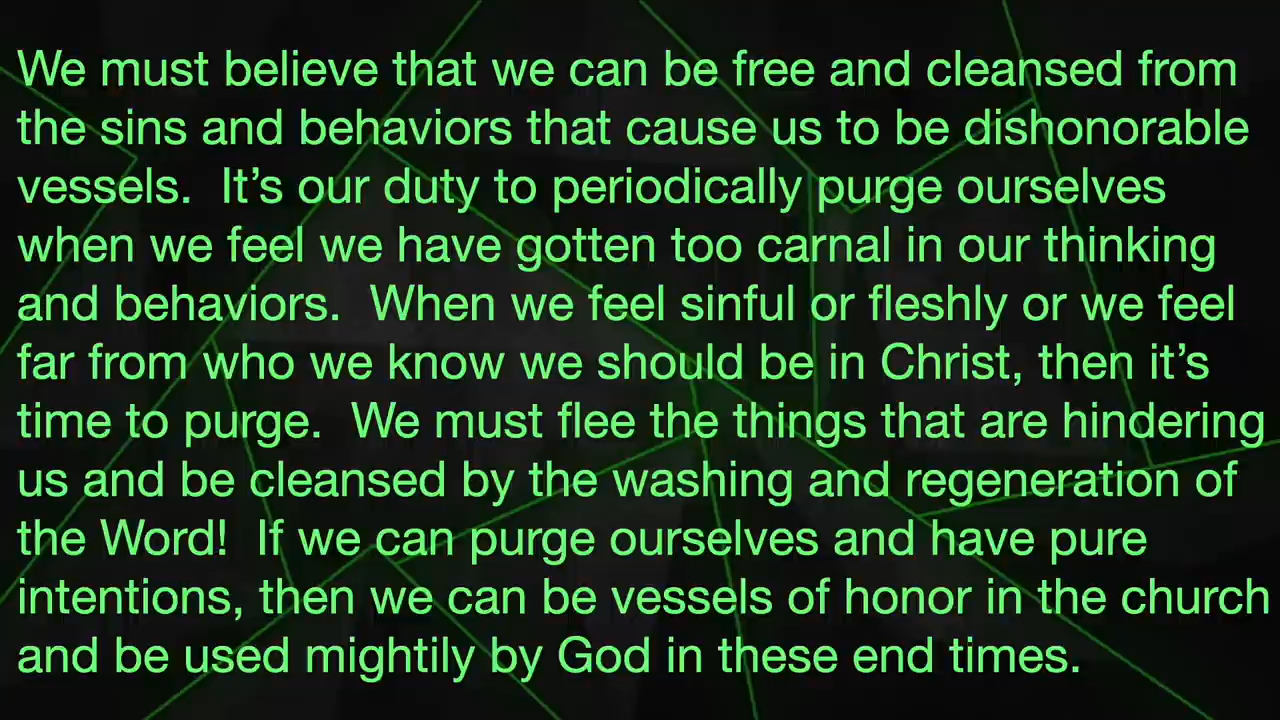 We must believe that we can be free and cleansed from
the sins and behaviors that cause us to be dishonorable
vessels.  It’s our duty to periodically purge ourselves
when we feel we have gotten too carnal in our thinking
and behaviors.  When we feel sinful or fleshly or we feel
far from who we know we should be in Christ, then it’s
time to purge.  We must flee the things that are hindering
us and be cleansed by the washing and regeneration of
the Word!  If we can purge ourselves and have pure
intentions, then we can be vessels of honor in the church
and be used mightily by God in these end times.